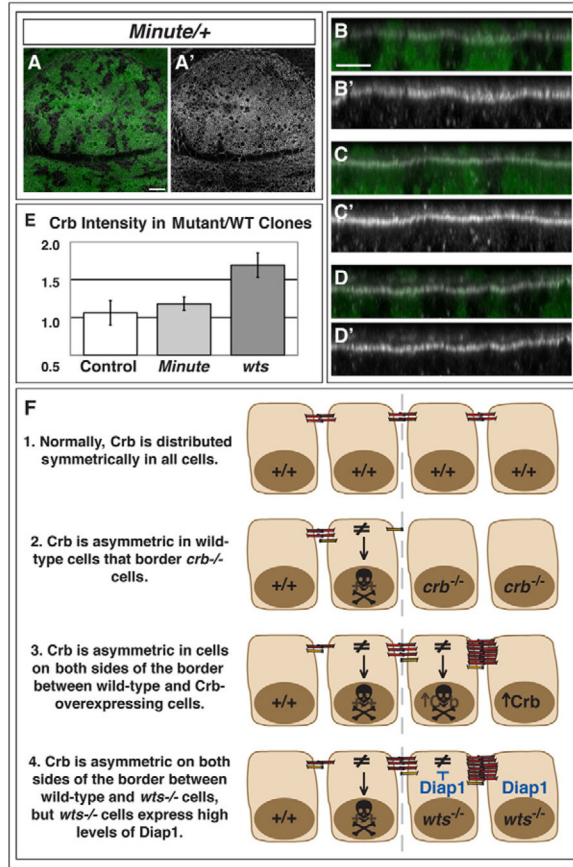 Minute/+
A
A'
B
B'
C
C'
D
D'
E
Crb Intensity in Mutant/WT Clones
2.0
1.5
1.0
0.5
Control
Minute
wts
F
1. Normally, Crb is distributed
symmetrically in all cells.
+/+
+/+
+/+
+/+
2. Crb is asymmetric in wild-
type cells that border crb-/-
cells.
≠
+/+
crb-/-
crb-/-
3. Crb is asymmetric in cells
on both sides of the border
between wild-type and Crb-
overexpressing cells.
≠
≠
+/+
↑Crb
↑Crb
4. Crb is asymmetric on both
sides of the border between
wild-type and wts-/- cells,
but wts-/- cells express high
levels of Diap1.
≠
≠
Diap1
Diap1
+/+
wts-/-
wts-/-